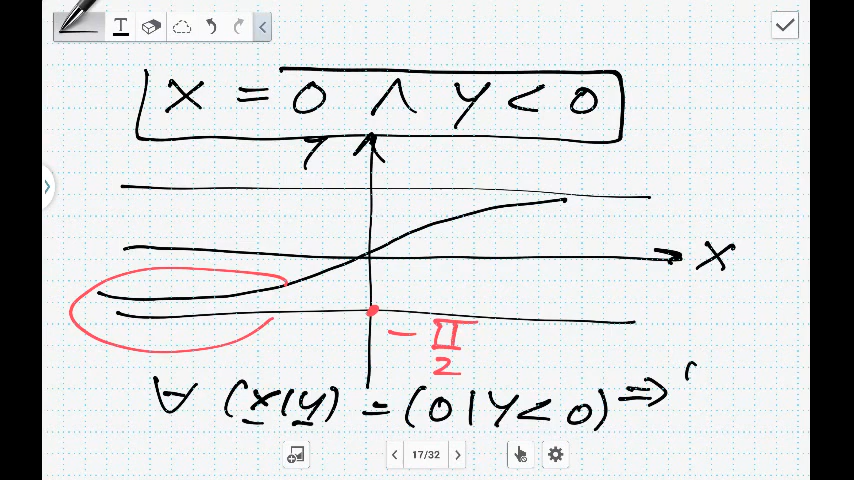 T
x = 0 ∧ y < 0
y
x
- π/2
∀ (x|y) = (0|y<0) ⇒
17/32